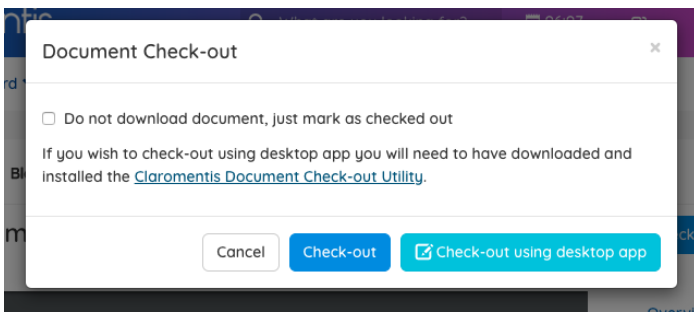 Document Check-out
×
Do not download document, just mark as checked out
If you wish to check-out using desktop app you will need to have downloaded and
installed the Claromentis Document Check-out Utility.
Cancel
Check-out
Check-out using desktop app